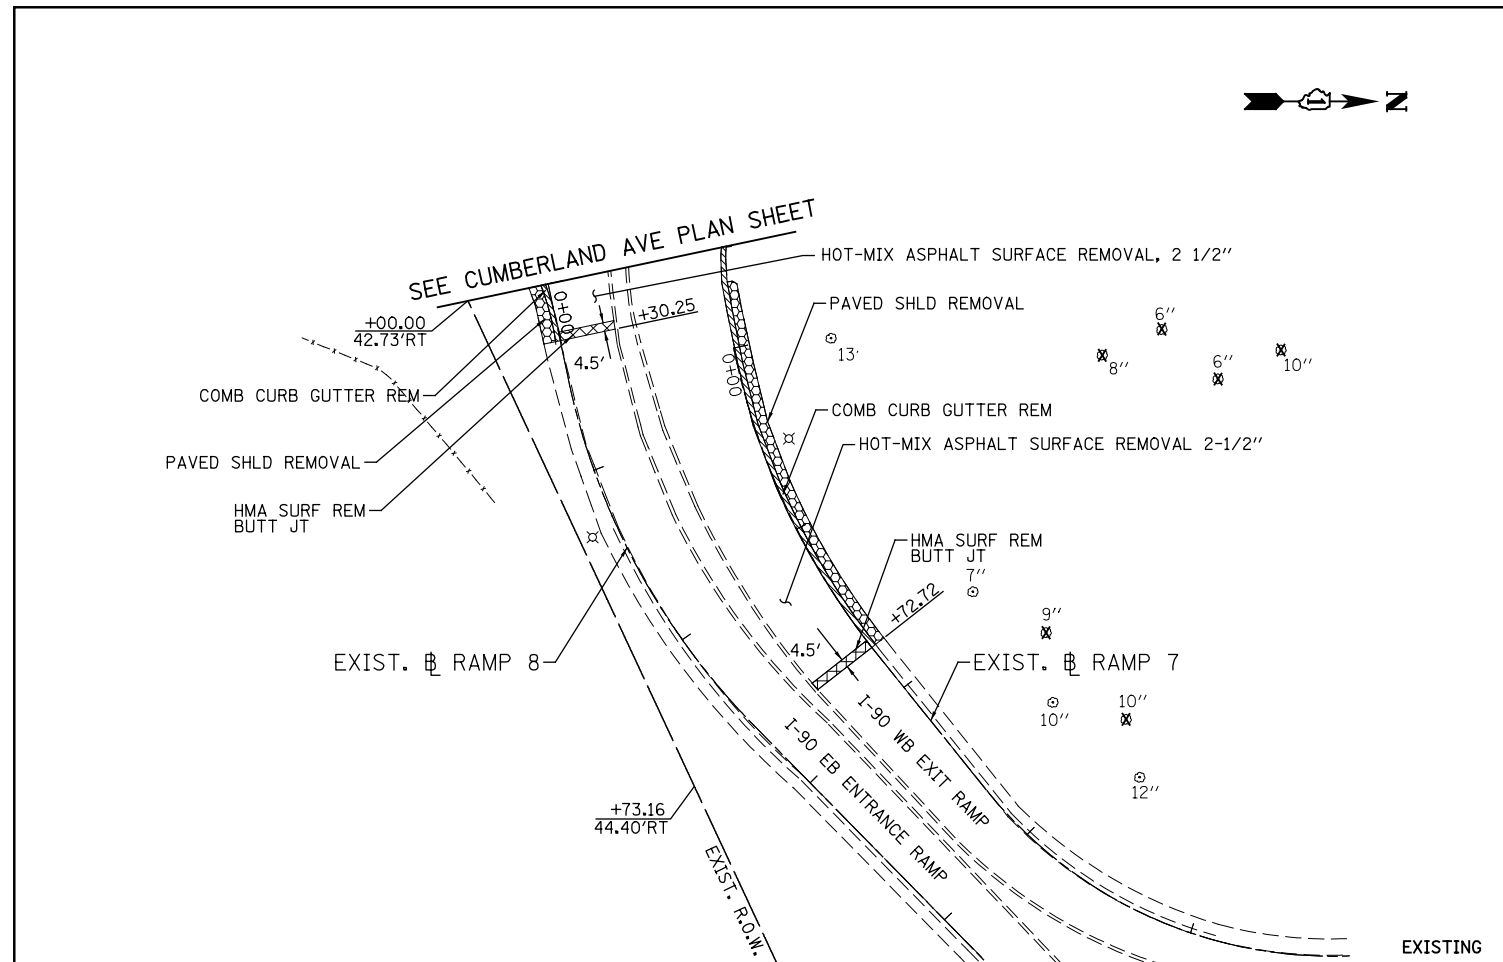 N
SEE CUMBERLAND AVE PLAN SHEET
HOT-MIX ASPHALT SURFACE REMOVAL, 2 1/2"
+00.00
42.73'RT
0+00
+30.25
4.5'
PAVED SHLD REMOVAL
13'
6"
8"
6"
10"
0+00
COMB CURB GUTTER REM
COMB CURB GUTTER REM
HOT-MIX ASPHALT SURFACE REMOVAL 2-1/2"
PAVED SHLD REMOVAL
HMA SURF REM
BUTT JT
HMA SURF REM
BUTT JT
7"
+72.72
9"
4.5'
EXIST. BL RAMP 8
EXIST. BL RAMP 7
10"
10"
12"
I-90 WB EXIT RAMP
I-90 EB ENTRANCE RAMP
+73.16
44.40'RT
EXIST. R.O.W.
EXISTING